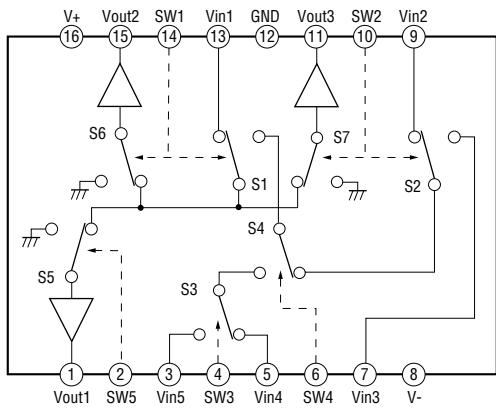 V+ Vout2 SW1 Vin1 GND Vout3 SW2 Vin2
16 15 14 13 12 11 10 9
S6 S7
S1 S2
S4
S5
S3
1 2 3 4 5 6 7 8
Vout1 SW5 Vin5 SW3 Vin4 SW4 Vin3 V-